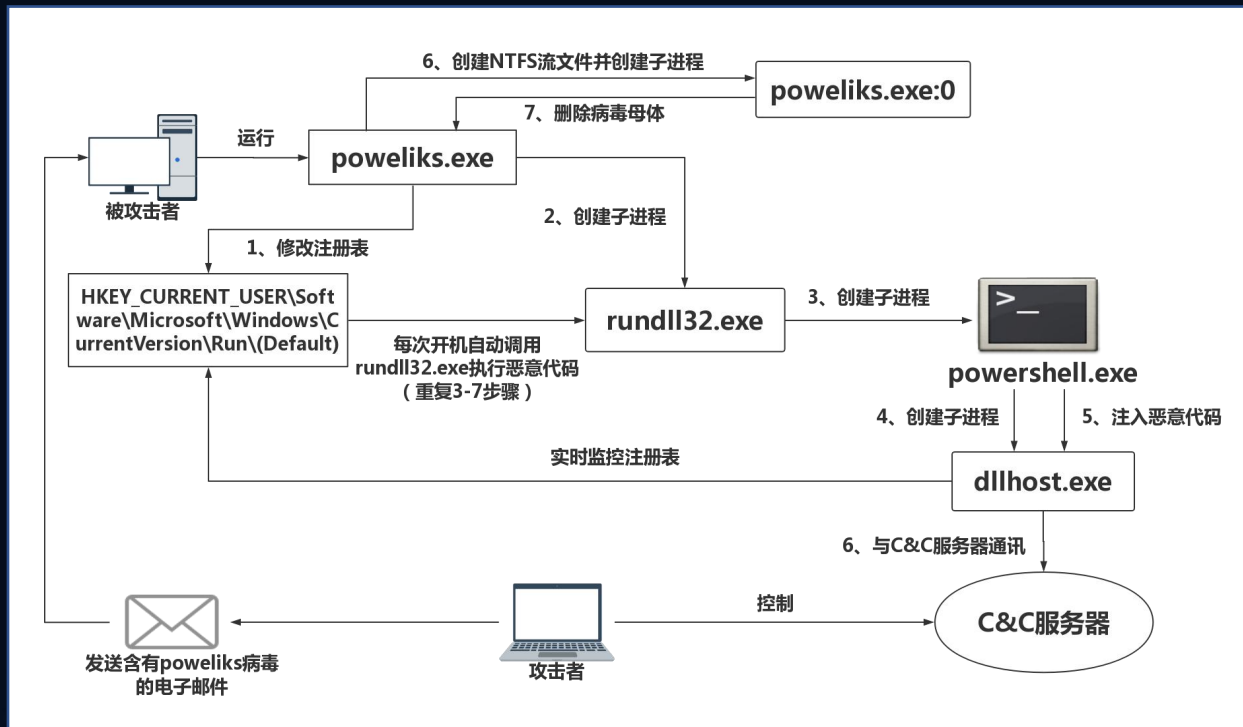 6、创建NTFS流文件并创建子进程
poweliks.exe:0
7、删除病毒母体
运行
poweliks.exe
被攻击者
2、创建子进程
1、修改注册表
HKEY_CURRENT_USER\Soft
ware\Microsoft\Windows\C
urrentVersion\Run\(Default)
每次开机自动调用
rundll32.exe执行恶意代码
（重复3-7步骤）
rundll32.exe
3、创建子进程
>_
powershell.exe
4、创建子进程
5、注入恶意代码
实时监控注册表
dllhost.exe
6、与C&C服务器通讯
控制
C&C服务器
发送含有poweliks病毒
的电子邮件
攻击者